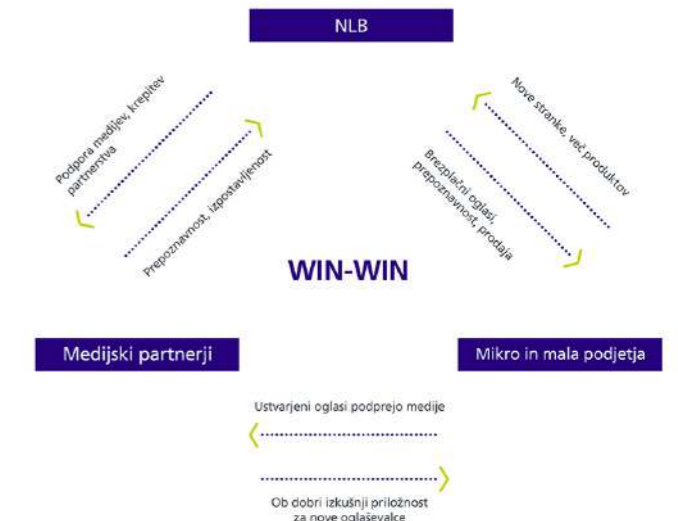 NLB
Podpora medijev, krepitev
partnerstva
Prepoznavnost, izpostavljenost
Nove stranke, več produktov
Brezplačni oglasi,
prepoznavnost, prodaja
WIN-WIN
Medijski partnerji
Mikro in mala podjetja
Ustvarjeni oglasi podprejo medije
Ob dobri izkušnji priložnost
za nove oglaševalce